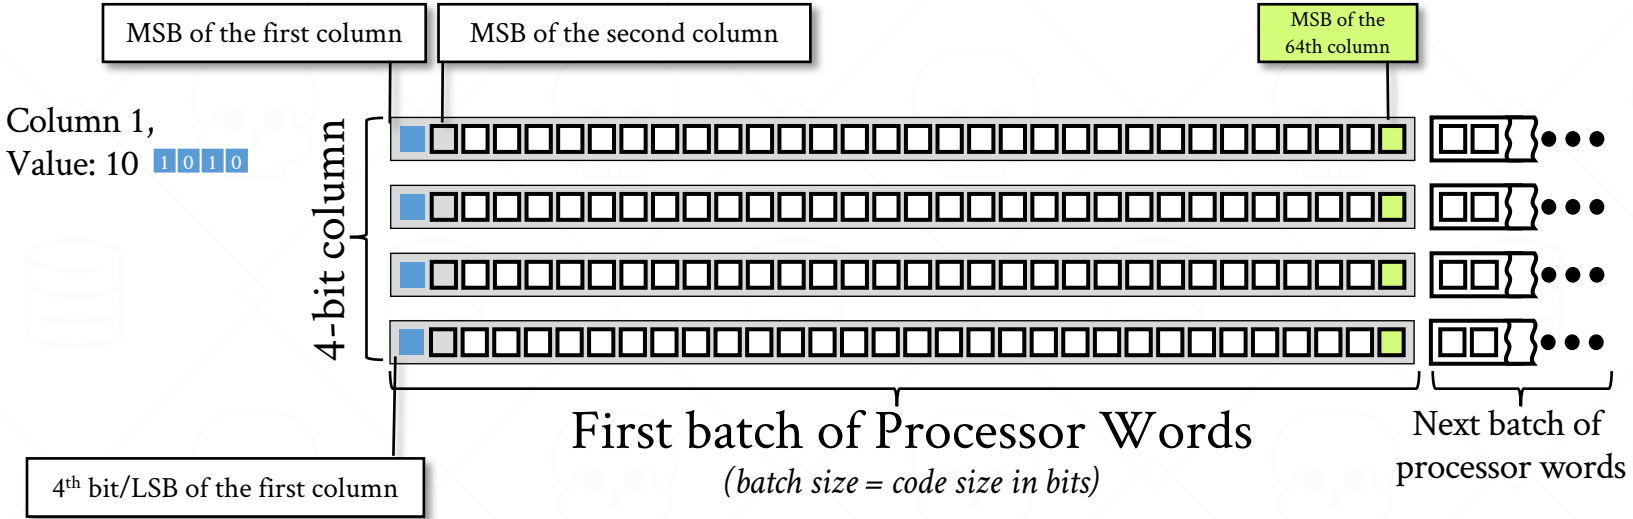 MSB of the first column
MSB of the second column
MSB of the
64th column
Column 1,
Value: 10 1 0 1 0
4-bit column
First batch of Processor Words
(batch size = code size in bits)
Next batch of
processor words
4th bit/LSB of the first column